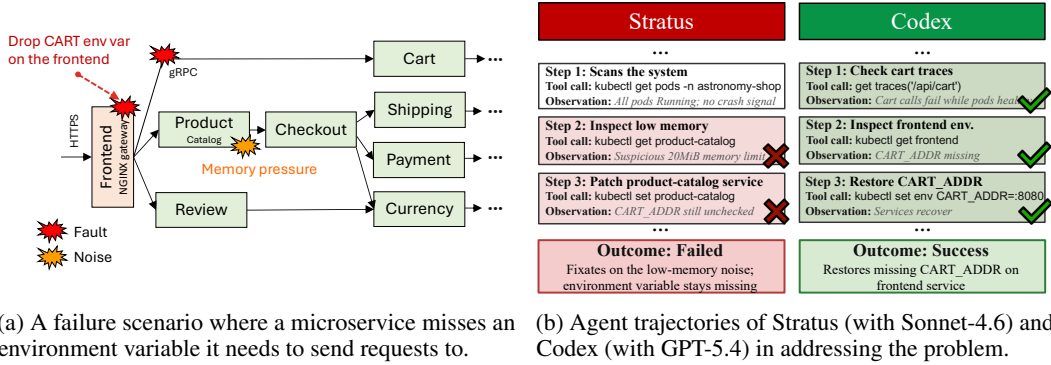 Drop CART env var
on the frontend
gRPC
Cart
HTTPS
Frontend
NGINX gateway
Product
Catalog
Checkout
Shipping
Memory pressure
Payment
Review
Currency
Fault
Noise
...
...
...
...
(a) A failure scenario where a microservice misses an
environment variable it needs to send requests to.
Stratus
...
Step 1: Scans the system
Tool call: kubectl get pods -n astronomy-shop
Observation: All pods Running; no crash signal
Step 2: Inspect low memory
Tool call: kubectl get product-catalog
Observation: Suspicious 20MiB memory limit
Step 3: Patch product-catalog service
Tool call: kubectl set product-catalog
Observation: CART_ADDR still unchecked
...
Outcome: Failed
Fixates on the low-memory noise;
environment variable stays missing
Codex
...
Step 1: Check cart traces
Tool call: get traces('/api/cart')
Observation: Cart calls fail while pods heal
Step 2: Inspect frontend env.
Tool call: kubectl get frontend
Observation: CART_ADDR missing
Step 3: Restore CART_ADDR
Tool call: kubectl set env CART_ADDR=:8080
Observation: Services recover
...
Outcome: Success
Restores missing CART_ADDR on
frontend service
(b) Agent trajectories of Stratus (with Sonnet-4.6) and
Codex (with GPT-5.4) in addressing the problem.